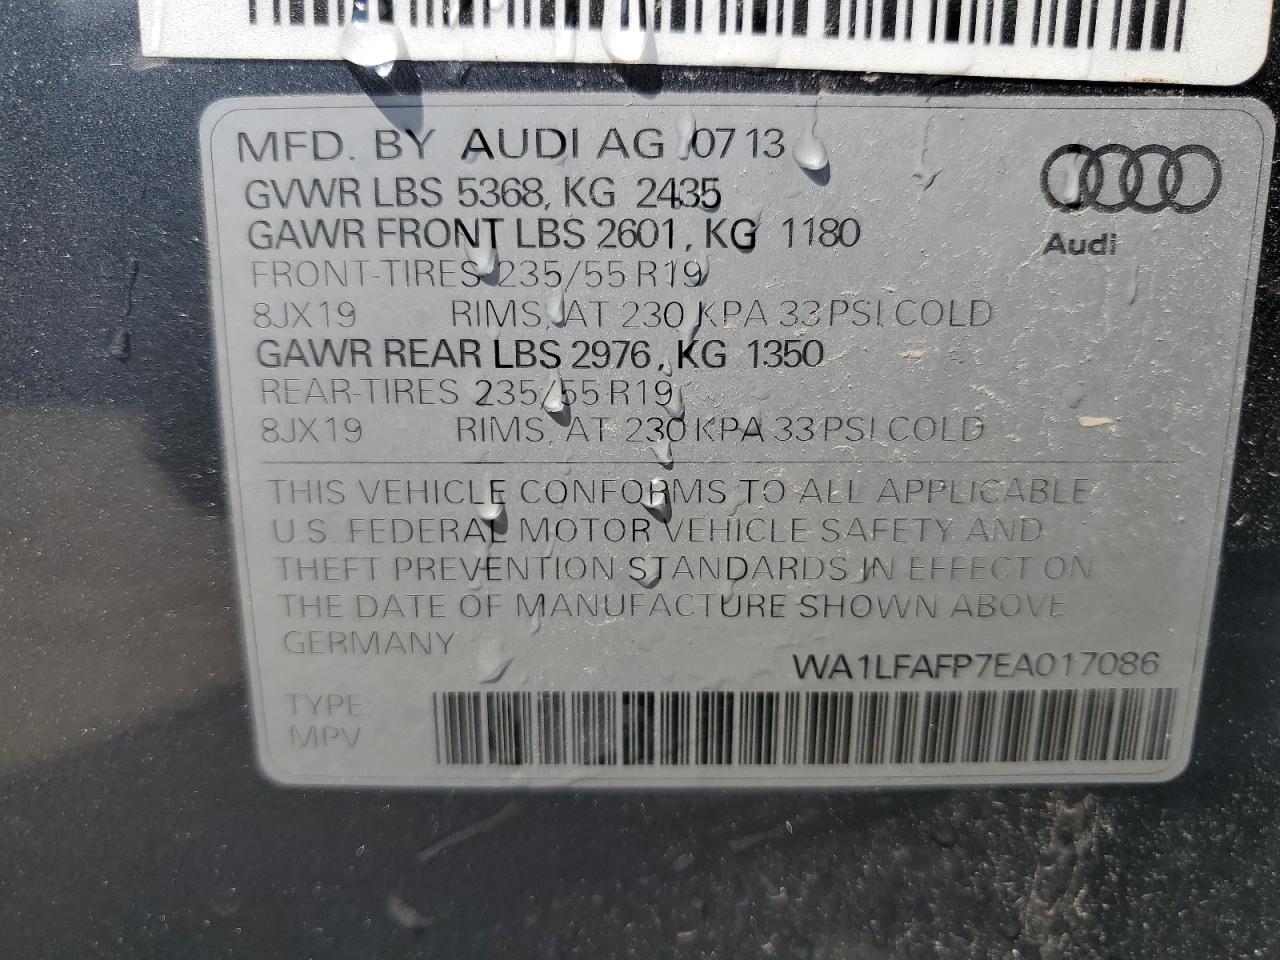 MFD. BY AUDI AG 0713
GVWR LBS 5368, KG 2435
GAWR FRONT LBS 2601, KG 1180
FRONT-TIRES 235/55 R19
8JX19 RIMS, AT 230 KPA 33 PSI COLD
GAWR REAR LBS 2976, KG 1350
REAR-TIRES 235/55 R19
8JX19 RIMS, AT 230 KPA 33 PSI COLD
Audi
THIS VEHICLE CONFORMS TO ALL APPLICABLE
U.S. FEDERAL MOTOR VEHICLE SAFETY AND
THEFT PREVENTION STANDARDS IN EFFECT ON
THE DATE OF MANUFACTURE SHOWN ABOVE
GERMANY
WA1LFAFP7EA017086
TYPE:
MPV